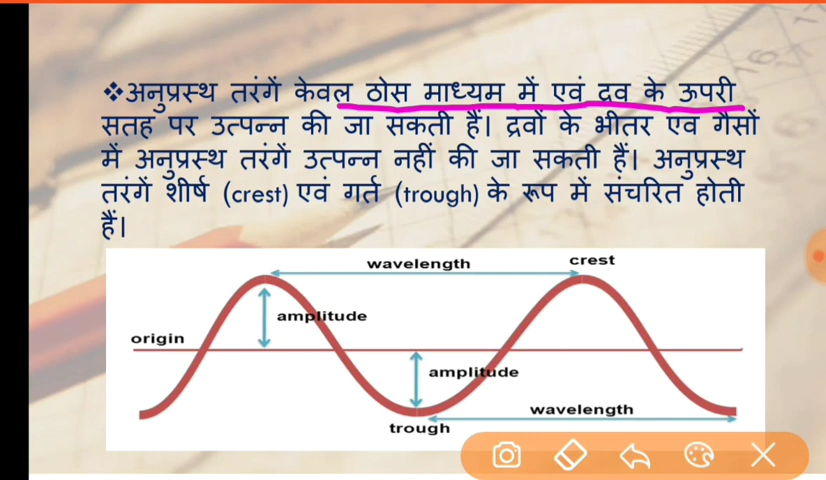 ❖अनुप्रस्थ तरंगें केवल ठोस माध्यम में एवं द्रव के ऊपरी
सतह पर उत्पन्न की जा सकती हैं। द्रवों के भीतर एवं गैसों
में अनुप्रस्थ तरंगें उत्पन्न नहीं की जा सकती हैं। अनुप्रस्थ
तरंगें शीर्ष (crest) एवं गर्त (trough) के रूप में संचरित होती
हैं।
wavelength
crest
amplitude
origin
amplitude
wavelength
trough